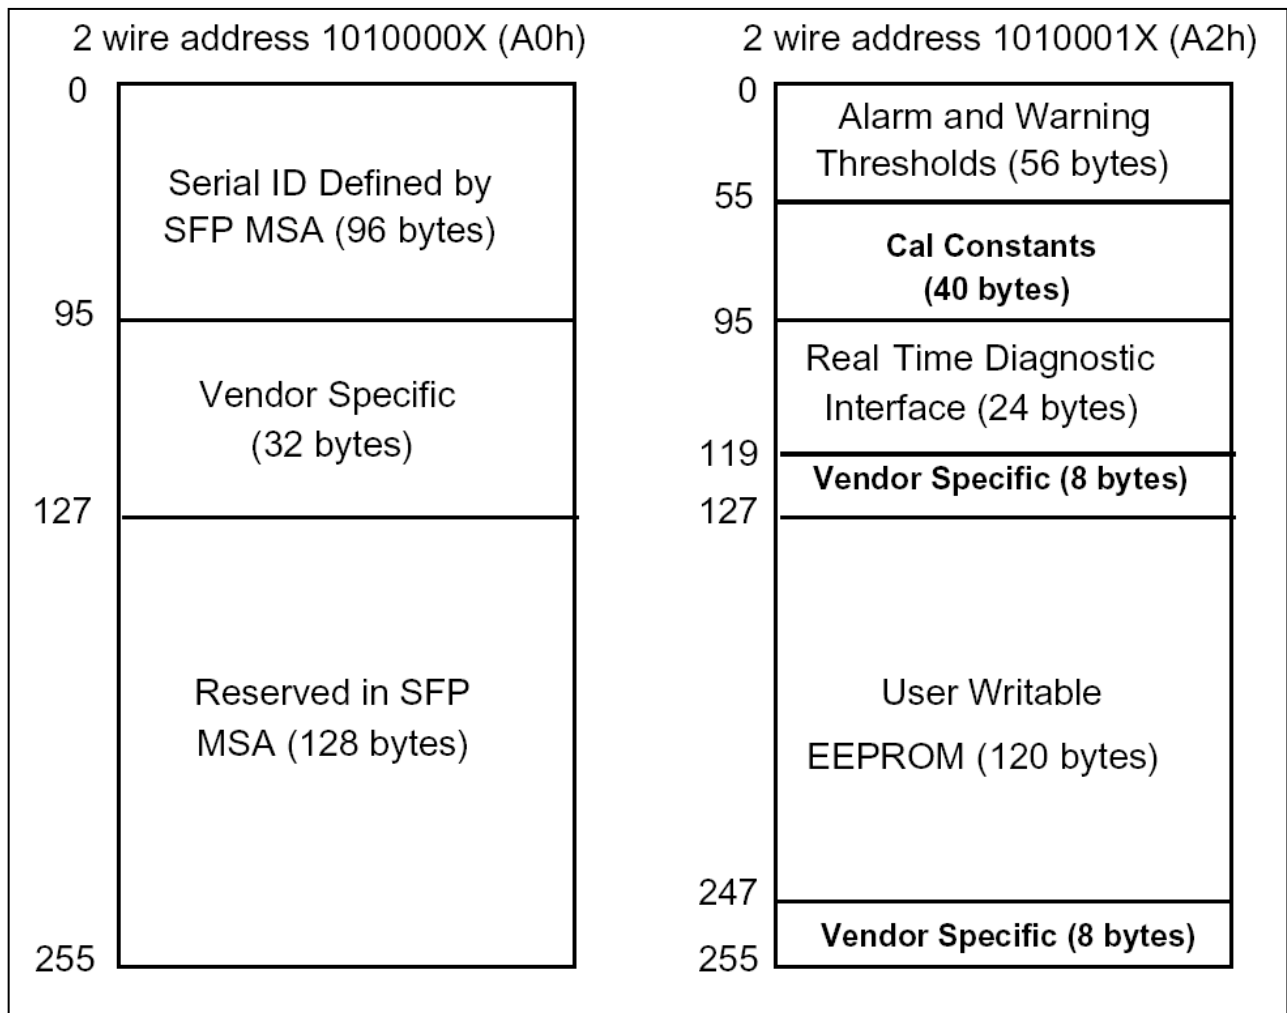 2 wire address 1010000X (A0h)
0
Serial ID Defined by
SFP MSA (96 bytes)
95
Vendor Specific
(32 bytes)
127
Reserved in SFP
MSA (128 bytes)
255
2 wire address 1010001X (A2h)
0
Alarm and Warning
Thresholds (56 bytes)
55
Cal Constants
(40 bytes)
95
Real Time Diagnostic
Interface (24 bytes)
119
Vendor Specific (8 bytes)
127
User Writable
EEPROM (120 bytes)
247
Vendor Specific (8 bytes)
255